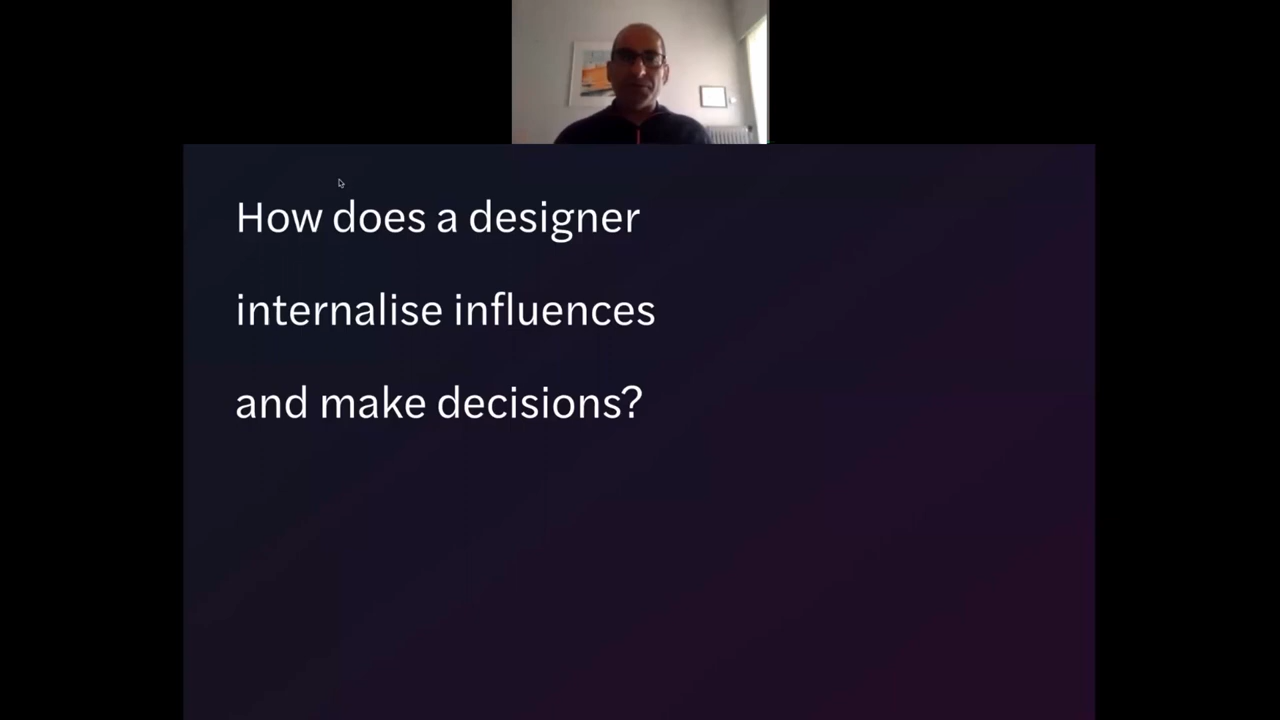 How does a designer
internalise influences
and make decisions?